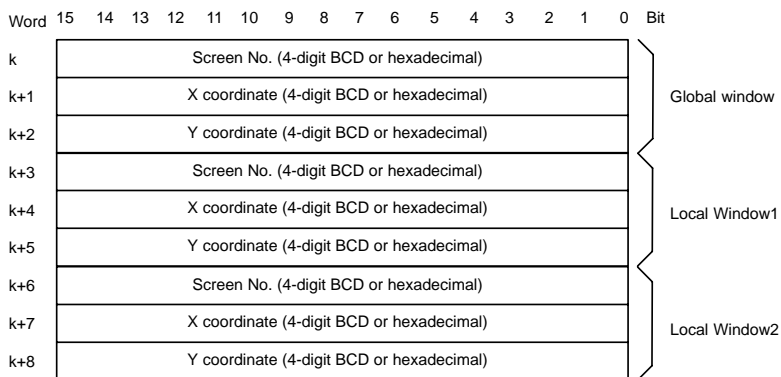 Word 15 14 13 12 11 10 9 8 7 6 5 4 3 2 1 0 Bit
k Screen No. (4-digit BCD or hexadecimal)
k+1 X coordinate (4-digit BCD or hexadecimal) Global window
k+2 Y coordinate (4-digit BCD or hexadecimal)
k+3 Screen No. (4-digit BCD or hexadecimal)
k+4 X coordinate (4-digit BCD or hexadecimal) Local Window1
k+5 Y coordinate (4-digit BCD or hexadecimal)
k+6 Screen No. (4-digit BCD or hexadecimal)
k+7 X coordinate (4-digit BCD or hexadecimal) Local Window2
k+8 Y coordinate (4-digit BCD or hexadecimal)